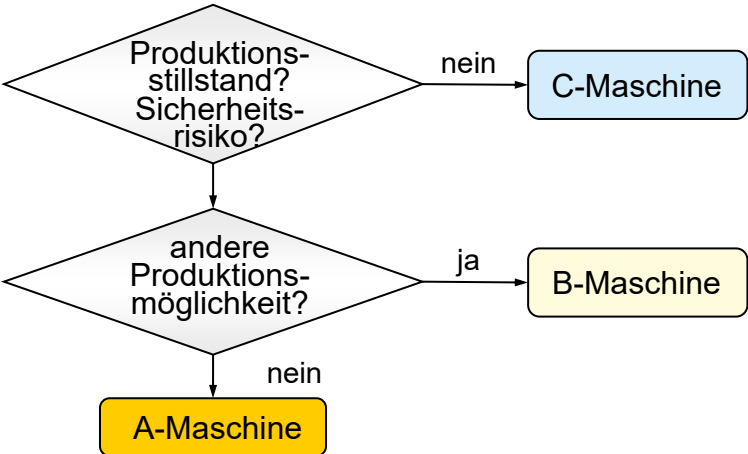 Produktions-
stillstand?
Sicherheits-
risiko?
nein
C-Maschine
andere
Produktions-
möglichkeit?
ja
B-Maschine
nein
A-Maschine